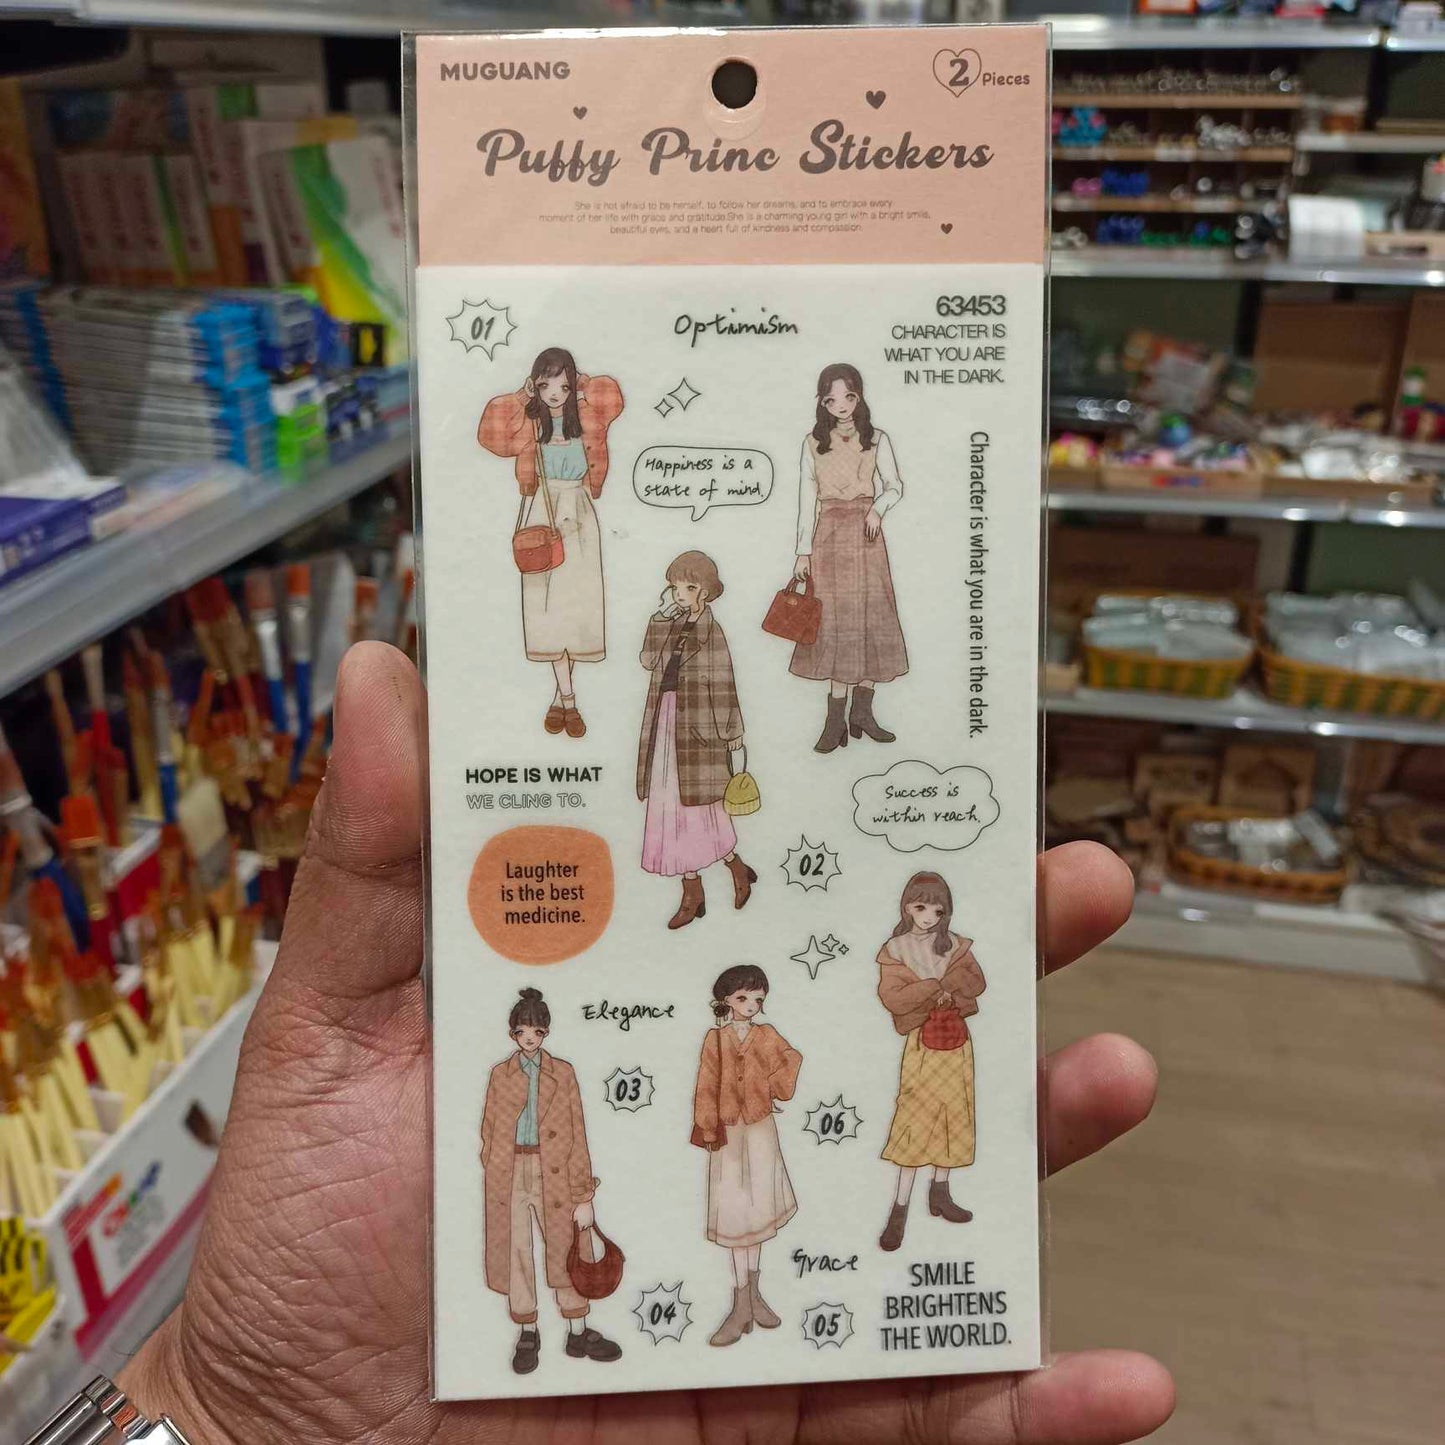 MUGUANG
2 Pieces
Puffy Princ Stickers
She is not afraid to be herself, to follow her dreams, and to embrace every
moment of her life with grace and gratitude.She is a charming young girl with a bright smile,
beautiful eyes, and a heart full of kindness and compassion.
01
Optimism
63453
CHARACTER IS
WHAT YOU ARE
IN THE DARK.
Happiness is a
state of mind.
Character is what you are in the dark.
HOPE IS WHAT
WE CLING TO.
Success is
within reach.
Laughter
is the best
medicine.
02
Elegance
03
06
Grace
04
05
SMILE
BRIGHTENS
THE WORLD.